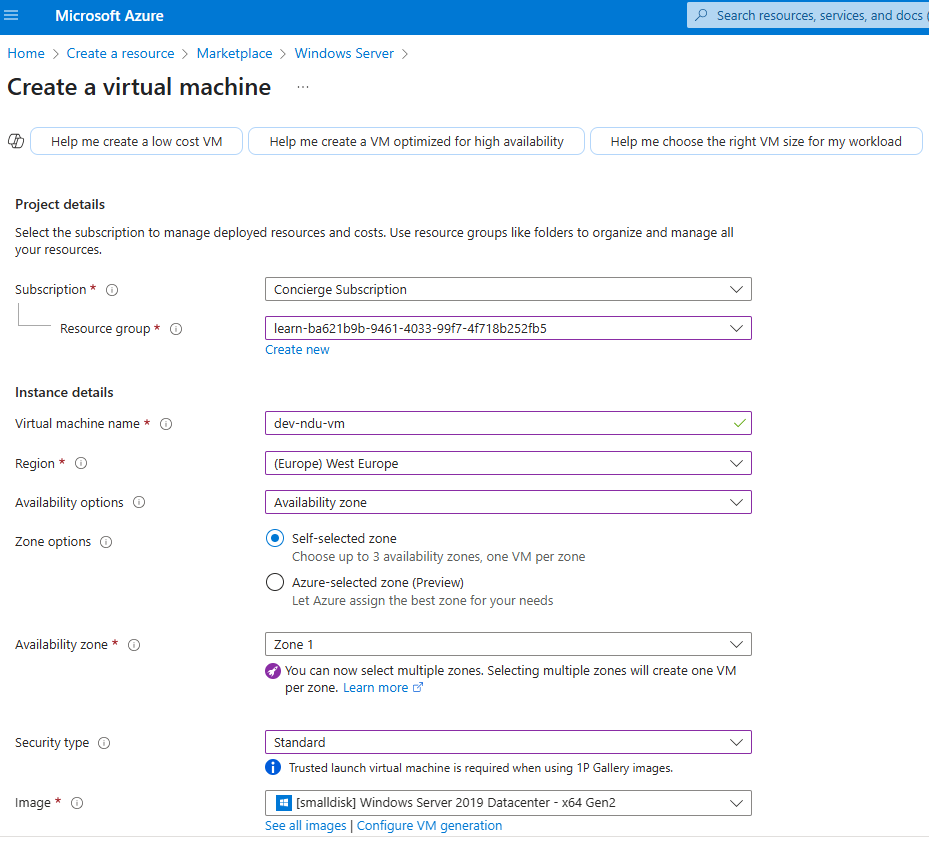 Microsoft Azure
Search resources, services, and docs (
Home > Create a resource > Marketplace > Windows Server >
Create a virtual machine ...
Help me create a low cost VM
Help me create a VM optimized for high availability
Help me choose the right VM size for my workload
Project details
Select the subscription to manage deployed resources and costs. Use resource groups like folders to organize and manage all
your resources.
Subscription *
Concierge Subscription
Resource group *
learn-ba621b9b-9461-4033-99f7-4f718b252fb5
Create new
Instance details
Virtual machine name *
dev-ndu-vm
Region *
(Europe) West Europe
Availability options
Availability zone
Zone options
Self-selected zone
Choose up to 3 availability zones, one VM per zone
Azure-selected zone (Preview)
Let Azure assign the best zone for your needs
Availability zone *
Zone 1
You can now select multiple zones. Selecting multiple zones will create one VM
per zone. Learn more
Security type
Standard
Trusted launch virtual machine is required when using 1P Gallery images.
Image *
[smalldisk] Windows Server 2019 Datacenter - x64 Gen2
See all images | Configure VM generation